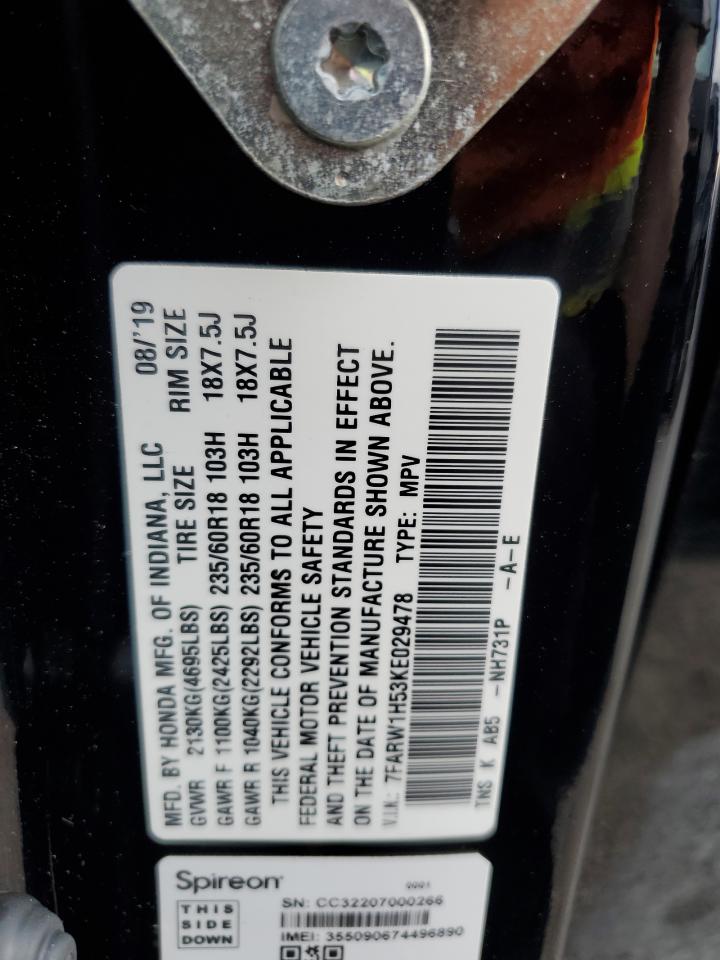 MFD. BY HONDA MFG. OF INDIANA, LLC 08/'19
GVWR 2130KG(4695LBS) TIRE SIZE RIM SIZE
GAWR F 1100KG(2425LBS) 235/60R18 103H 18X7.5J
GAWR R 1040KG(2292LBS) 235/60R18 103H 18X7.5J
THIS VEHICLE CONFORMS TO ALL APPLICABLE
FEDERAL MOTOR VEHICLE SAFETY
AND THEFT PREVENTION STANDARDS IN EFFECT
ON THE DATE OF MANUFACTURE SHOWN ABOVE.
V.I.N.: 7FARW1H53KE029478 TYPE: MPV
TNS K AB5 -NH731P -A-E
Spireon 0001
THIS
SIDE
DOWN
SN: CC32207000266
IMEI: 355090674496890